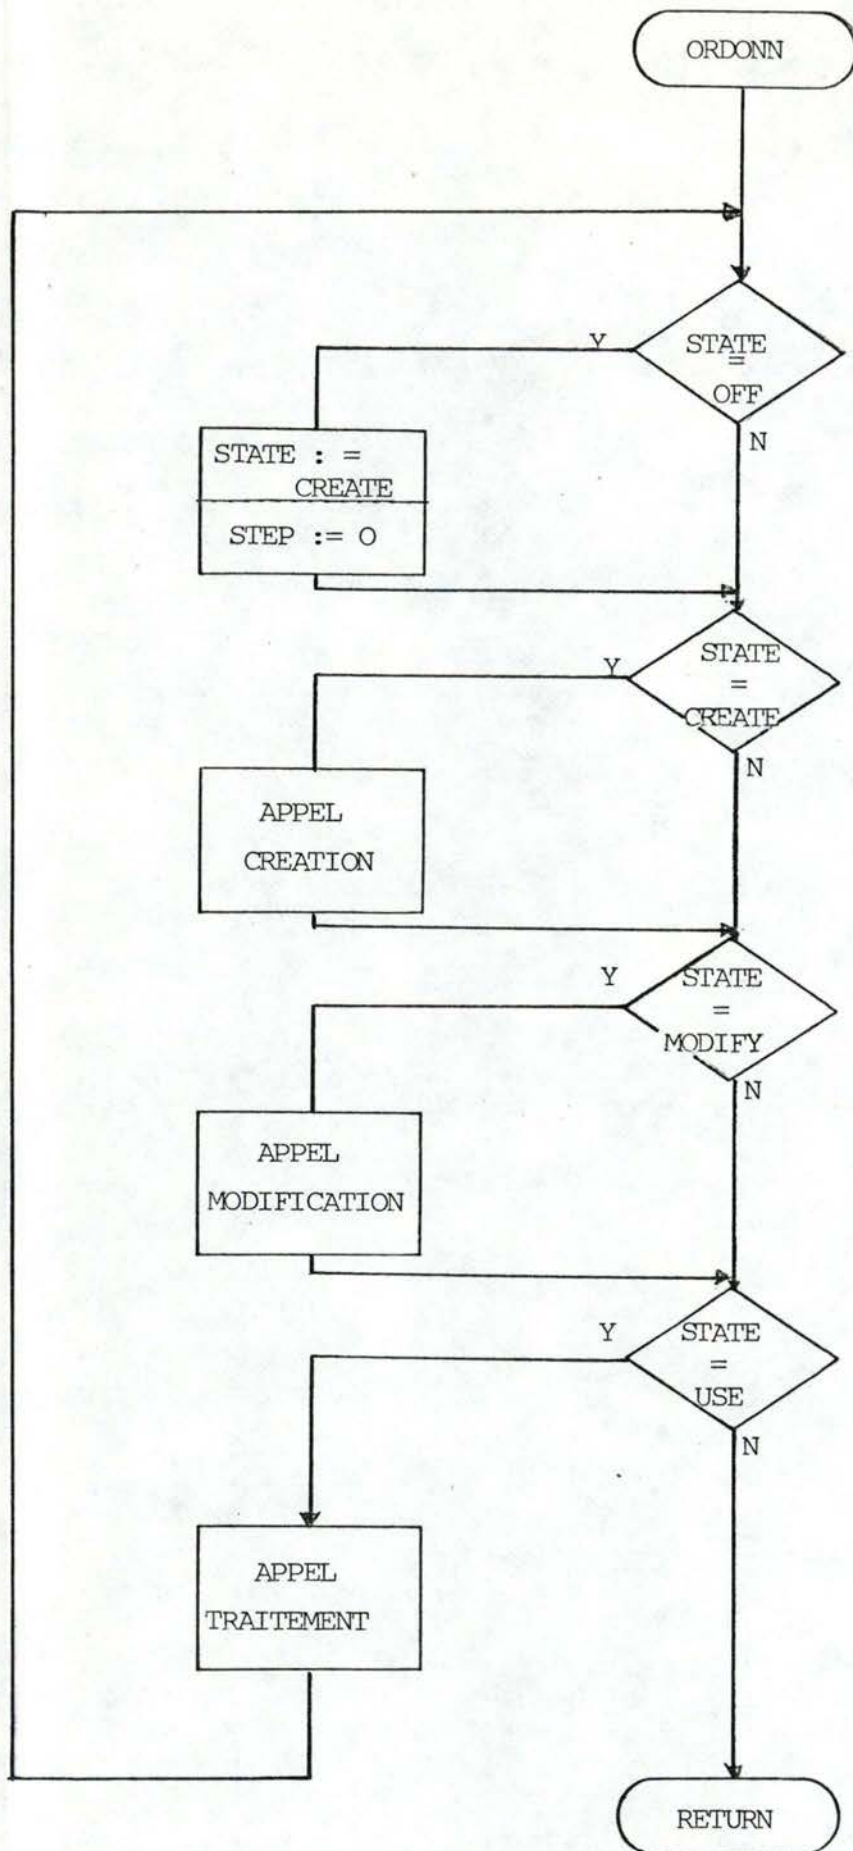 ORDONN
Y
STATE
=
OFF
N
STATE : =
CREATE
STEP := O
Y
STATE
=
CREATE
N
APPEL
CREATION
Y
STATE
=
MODIFY
N
APPEL
MODIFICATION
Y
STATE
=
USE
N
APPEL
TRAITEMENT
RETURN